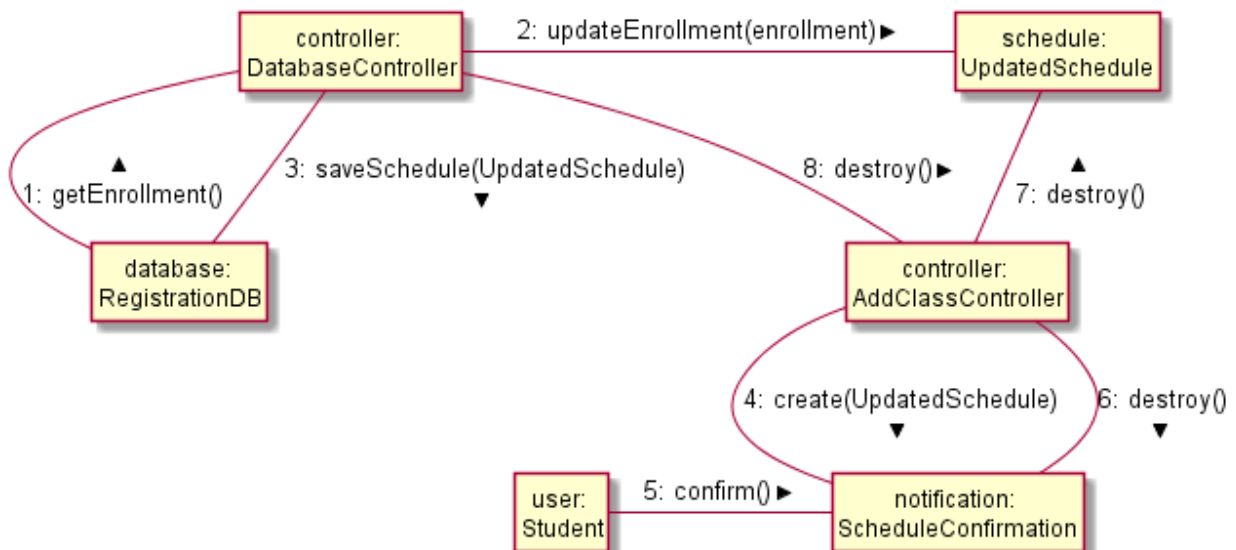 controller:
DatabaseController
2: updateEnrollment(enrollment)►
schedule:
UpdatedSchedule
▲
1: getEnrollment()
3: saveSchedule(UpdatedSchedule)
▼
8: destroy()►
▲
7: destroy()
database:
RegistrationDB
controller:
AddClassController
4: create(UpdatedSchedule)
▼
6: destroy()
▼
user:
Student
5: confirm()►
notification:
ScheduleConfirmation